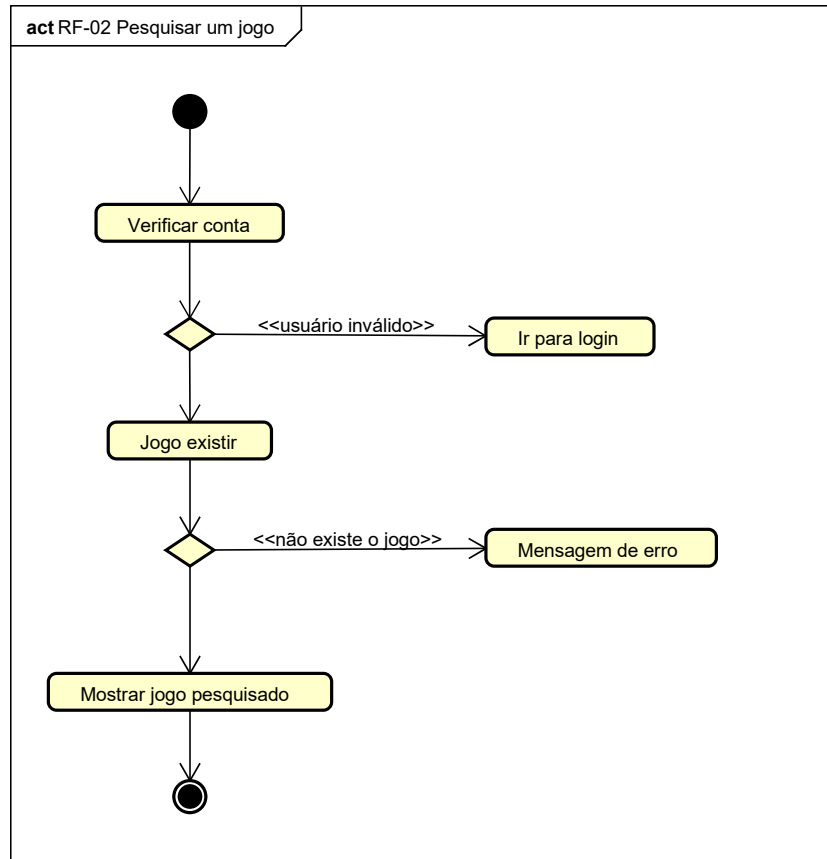 act RF-02 Pesquisar um jogo
Verificar conta
<<usuário inválido>>
Ir para login
Jogo existir
<<não existe o jogo>>
Mensagem de erro
Mostrar jogo pesquisado